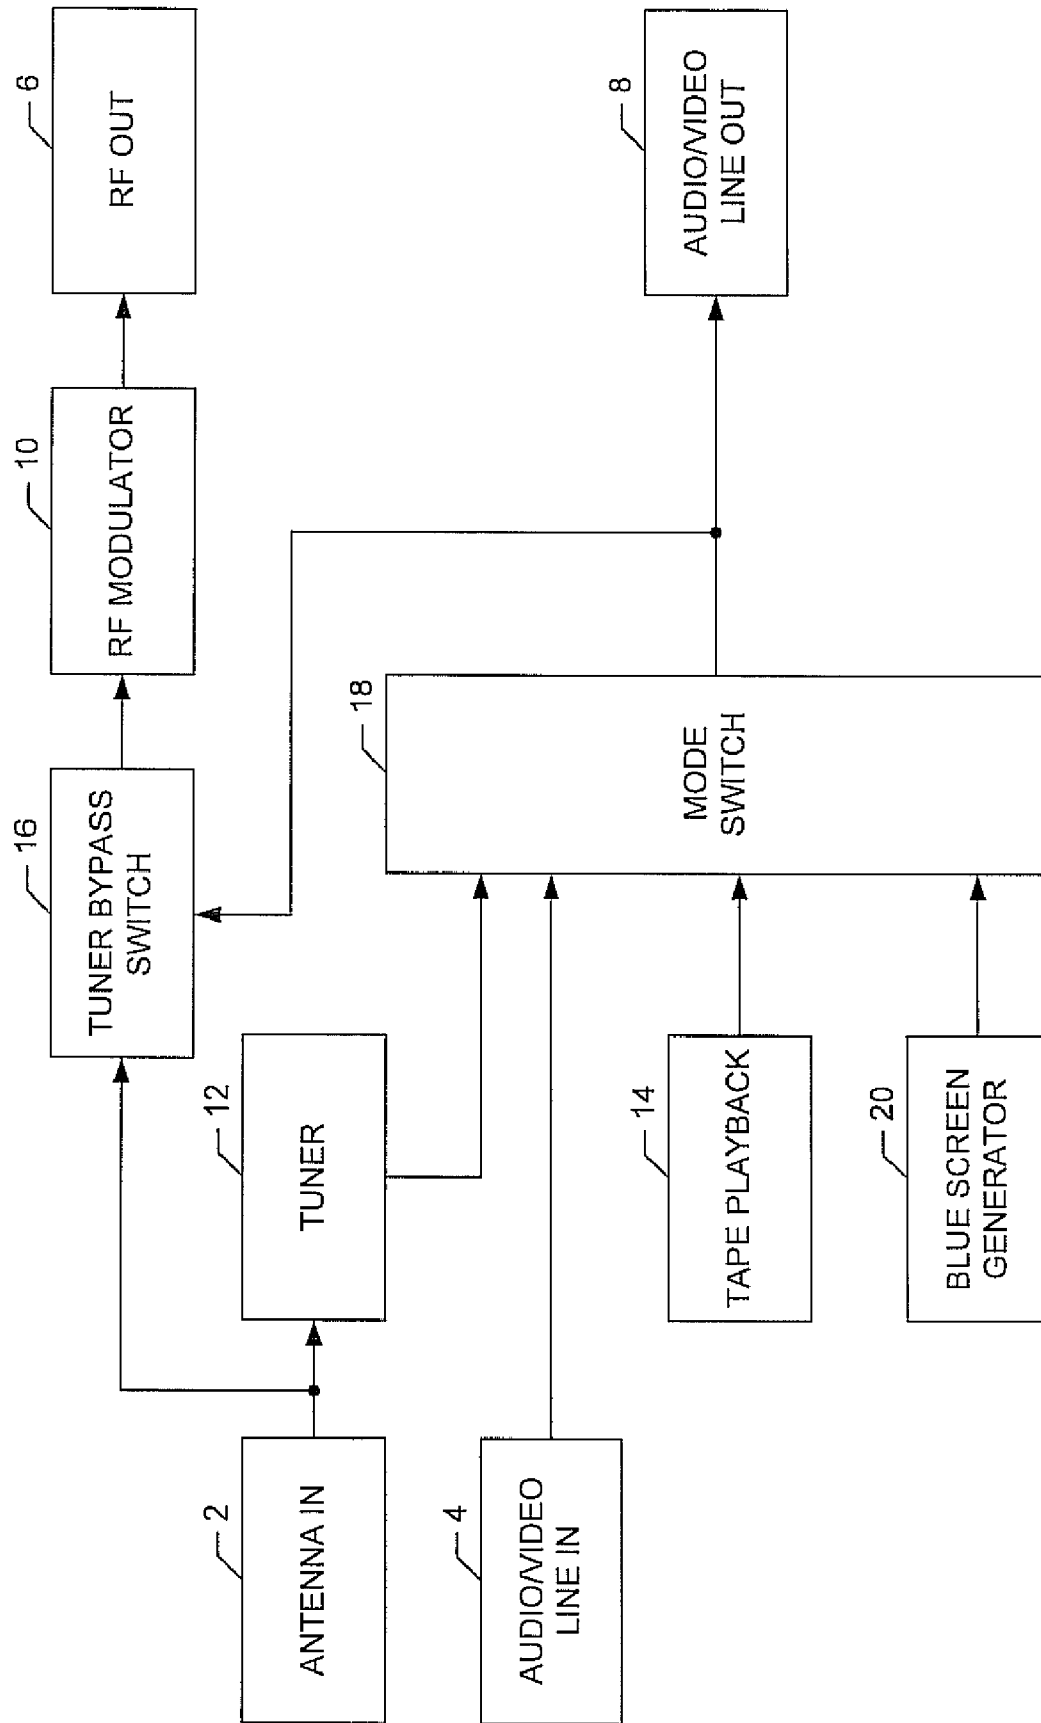 2
ANTENNA IN
4
AUDIO/VIDEO
LINE IN
12
TUNER
14
TAPE PLAYBACK
20
BLUE SCREEN
GENERATOR
16
TUNER BYPASS
SWITCH
18
MODE
SWITCH
10
RF MODULATOR
6
RF OUT
8
AUDIO/VIDEO
LINE OUT